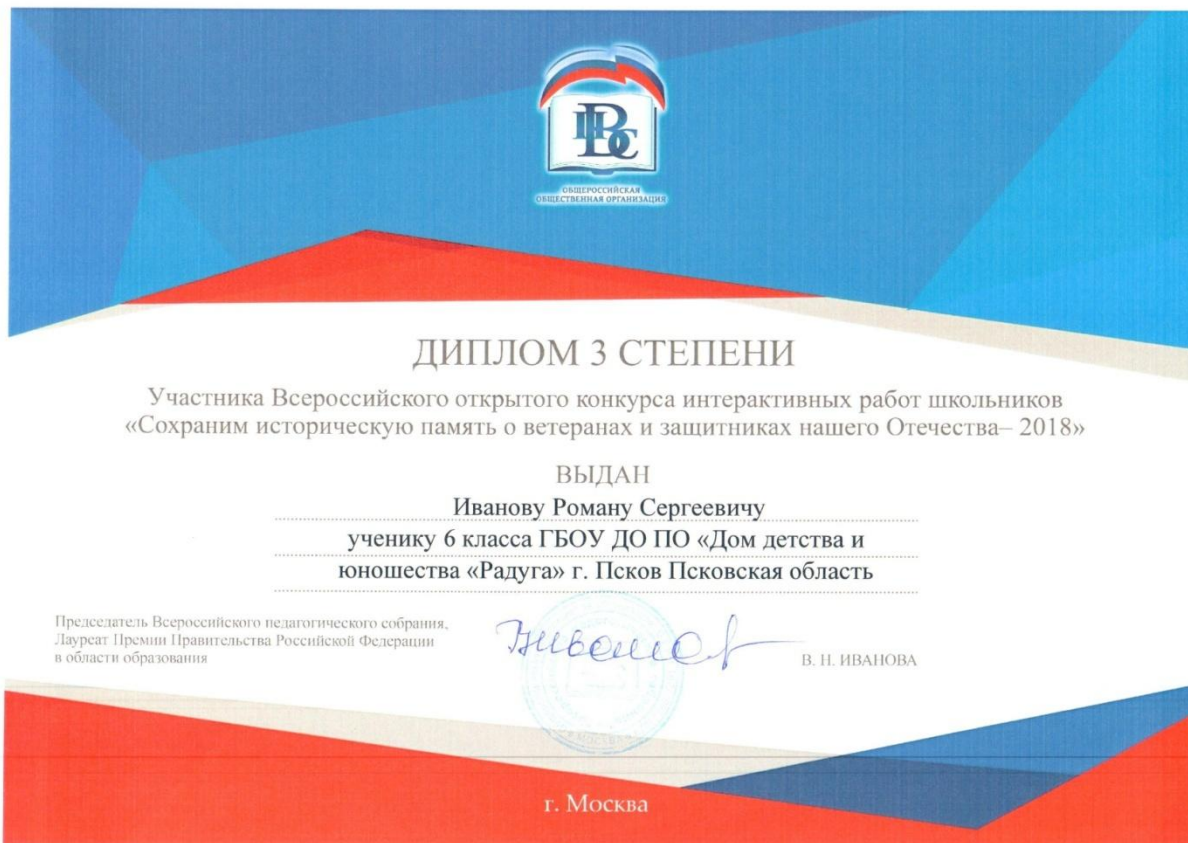 ВПС
ОБЩЕРОССИЙСКАЯ
ОБЩЕСТВЕННАЯ ОРГАНИЗАЦИЯ
ДИПЛОМ 3 СТЕПЕНИ
Участника Всероссийского открытого конкурса интерактивных работ школьников
«Сохраним историческую память о ветеранах и защитниках нашего Отечества– 2018»
ВЫДАН
Иванову Роману Сергеевичу
ученику 6 класса ГБОУ ДО ПО «Дом детства и
юношества «Радуга» г. Псков Псковская область
Председатель Всероссийского педагогического собрания,
Лауреат Премии Правительства Российской Федерации
в области образования
В. Н. ИВАНОВА
г. Москва